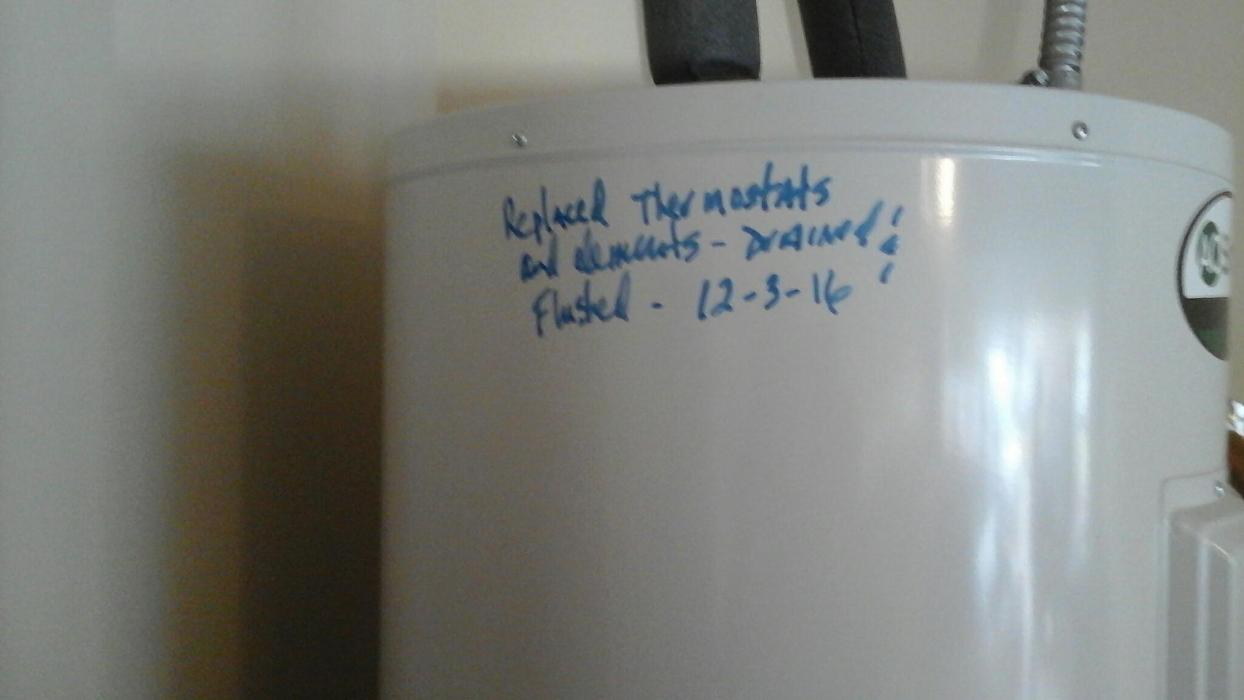 Replaced Thermostats
and elements - DRAINED &
Flushed - 12-3-16